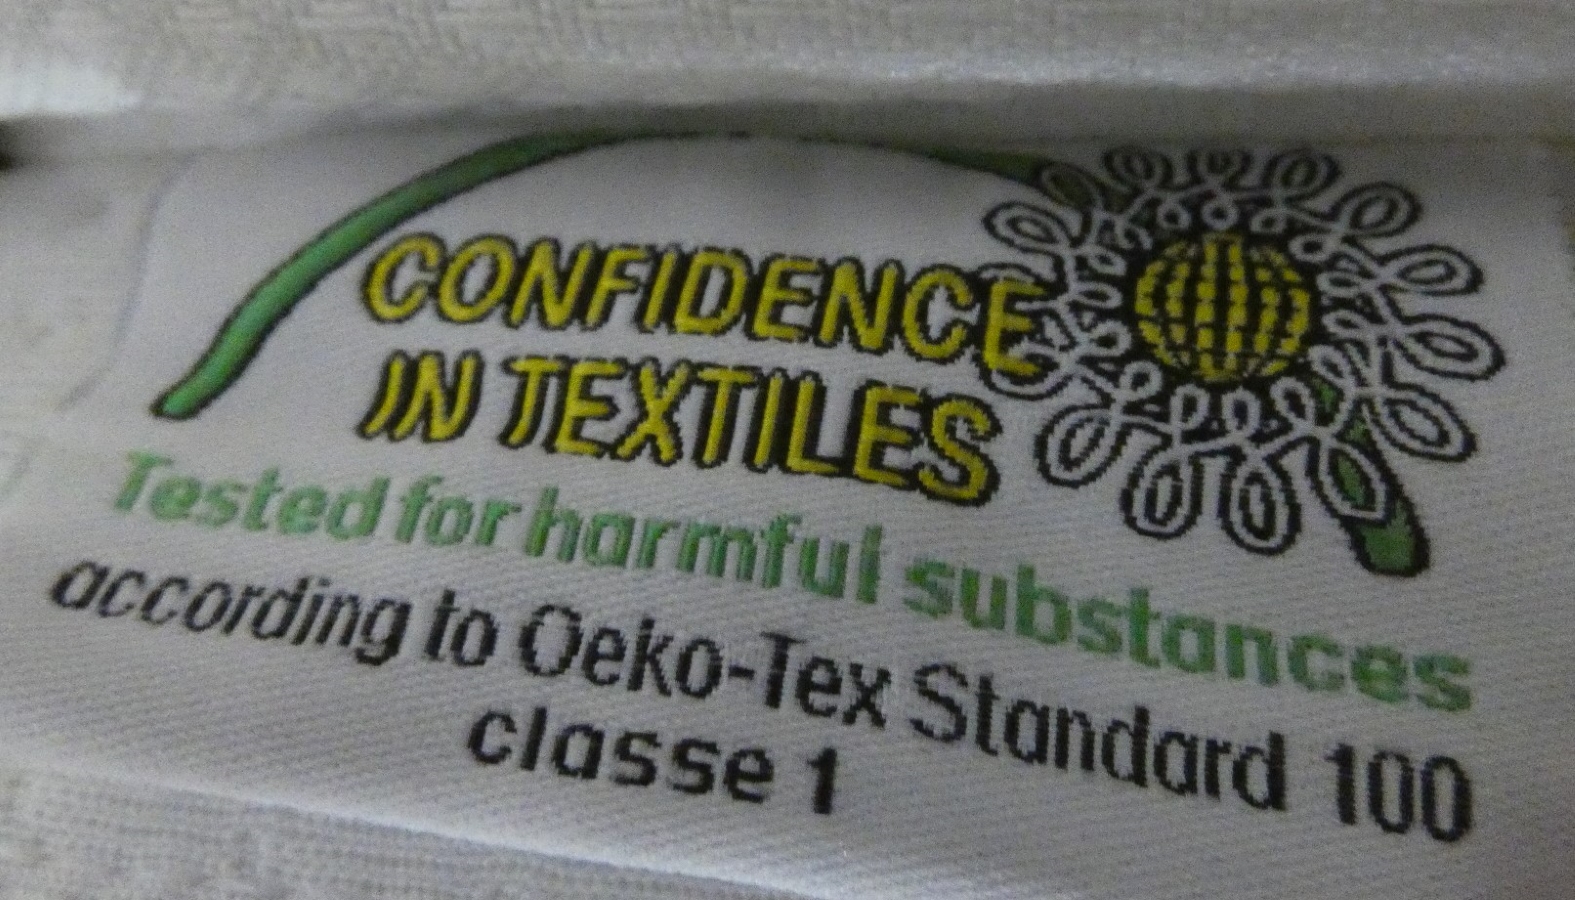 CONFIDENCE
IN TEXTILES
Tested for harmful substances
according to Oeko-Tex Standard 100
classe 1